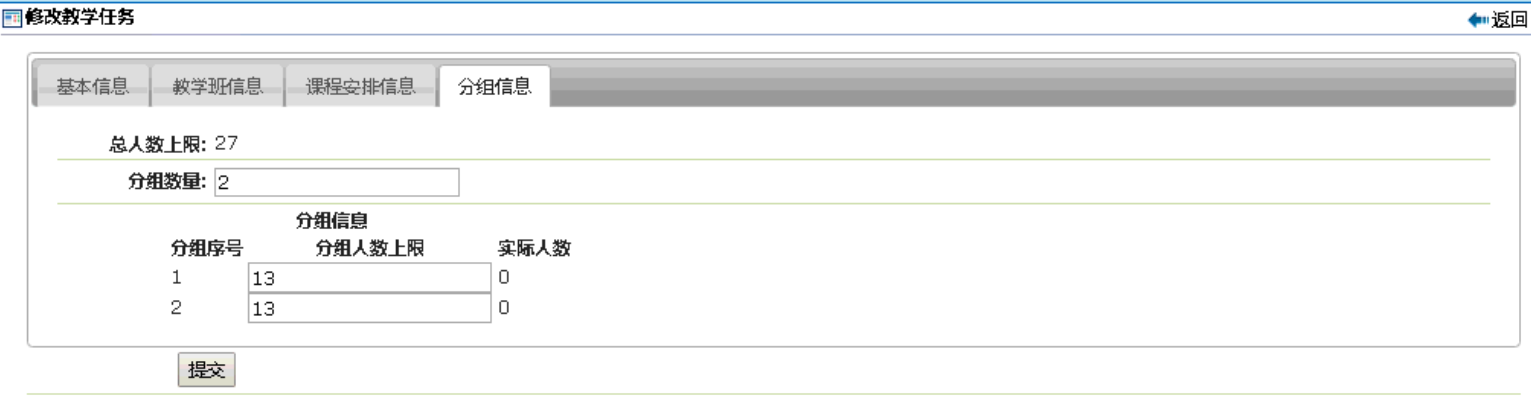 修改教学任务 返回
基本信息 教学班信息 课程安排信息 分组信息
总人数上限: 27
分组数量: 2
分组信息
分组序号 分组人数上限 实际人数
1 13 0
2 13 0
提交